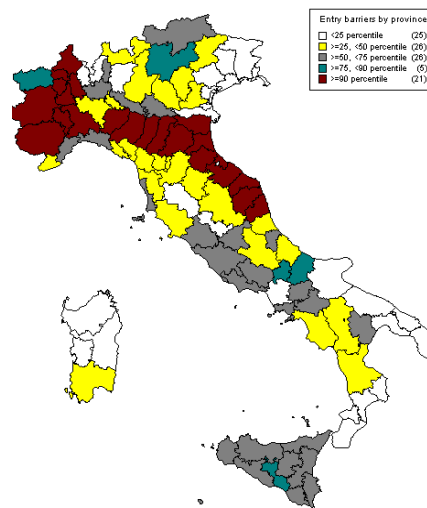 Entry barriers by province
<25 percentile (25)
>=25, <50 percentile (26)
>=50, <75 percentile (26)
>=75, <90 percentile (5)
>=90 percentile (21)